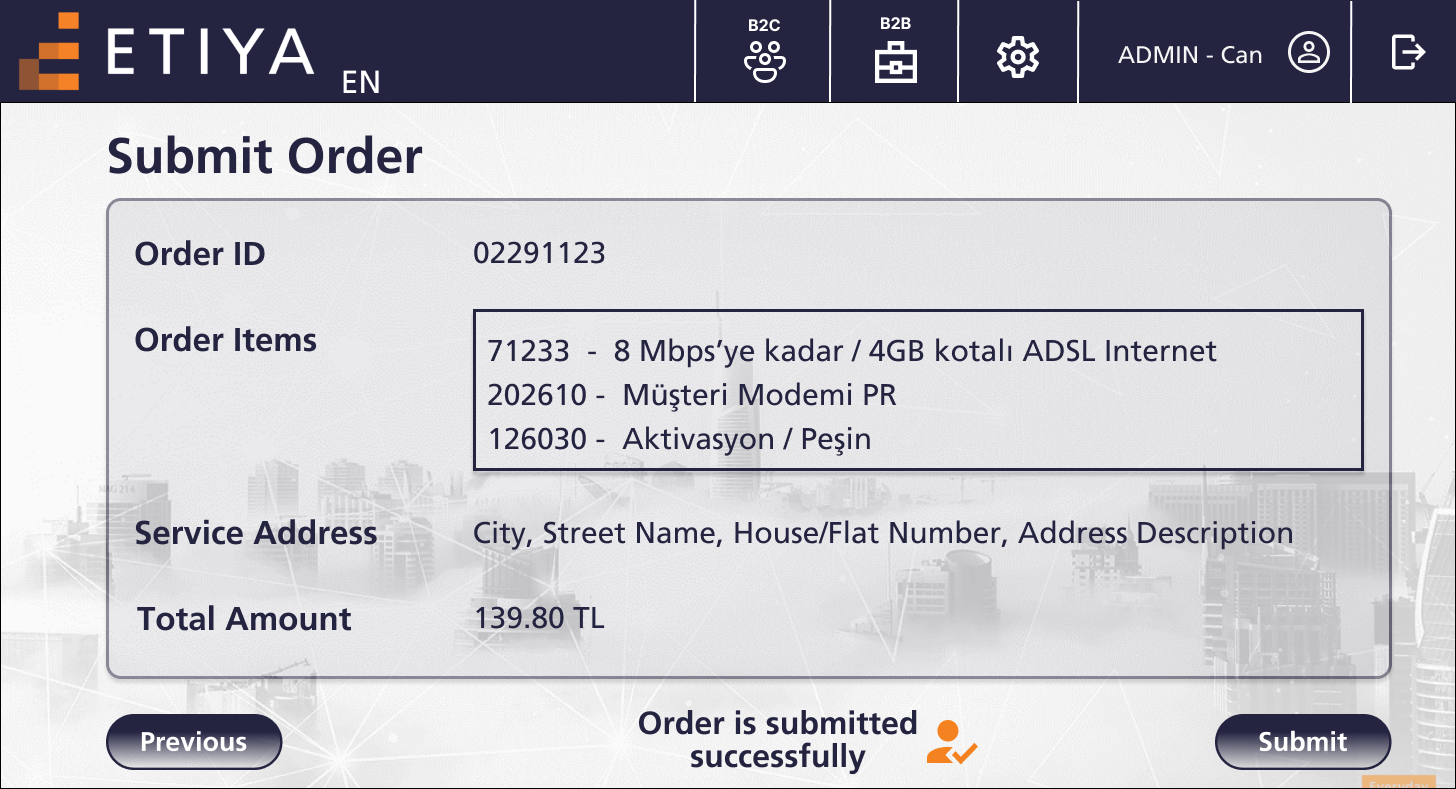 ETIYA EN
B2C
B2B
ADMIN - Can
Submit Order
Order ID 02291123
Order Items
71233 - 8 Mbps’ye kadar / 4GB kotalı ADSL Internet
202610 - Müşteri Modemi PR
126030 - Aktivasyon / Peşin
Service Address City, Street Name, House/Flat Number, Address Description
Total Amount 139.80 TL
Previous
Order is submitted
successfully
Submit